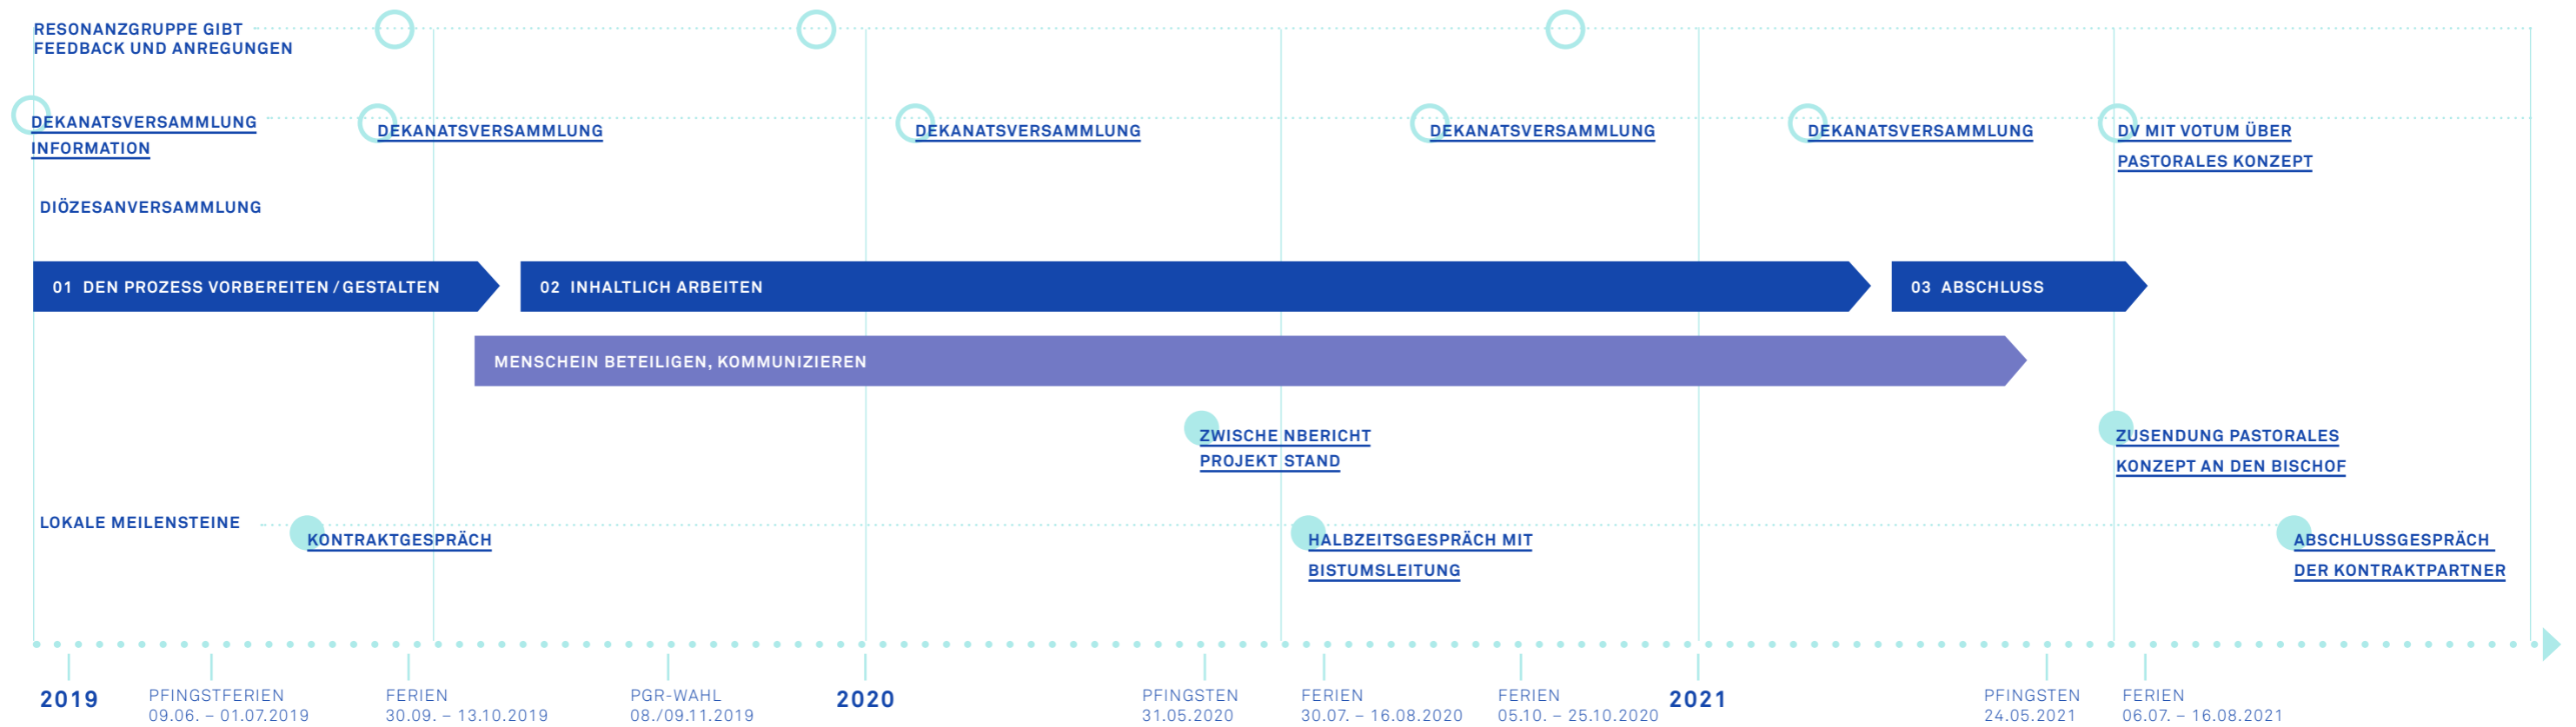 RESONANZGRUPPE GIBT
FEEDBACK UND ANREGUNGEN
DEKANATSVERSAMMLUNG
INFORMATION
DEKANATSVERSAMMLUNG
DEKANATSVERSAMMLUNG
DEKANATSVERSAMMLUNG
DEKANATSVERSAMMLUNG
DV MIT VOTUM ÜBER
PASTORALES KONZEPT
DIÖZESANVERSAMMLUNG
01 DEN PROZESS VORBEREITEN / GESTALTEN
02 INHALTLICH ARBEITEN
03 ABSCHLUSS
MENSCHEIN BETEILIGEN, KOMMUNIZIEREN
ZWISCHE NBERICHT
PROJEKT STAND
ZUSENDUNG PASTORALES
KONZEPT AN DEN BISCHOF
LOKALE MEILENSTEINE
KONTRAKTGESPRÄCH
HALBZEITSGESPRÄCH MIT
BISTUMSLEITUNG
ABSCHLUSSGESPRÄCH
DER KONTRAKTPARTNER
2019
PFINGSTFERIEN
09.06. – 01.07.2019
FERIEN
30.09. – 13.10.2019
PGR-WAHL
08./09.11.2019
2020
PFINGSTEN
31.05.2020
FERIEN
30.07. – 16.08.2020
FERIEN
05.10. – 25.10.2020
2021
PFINGSTEN
24.05.2021
FERIEN
06.07. – 16.08.2021